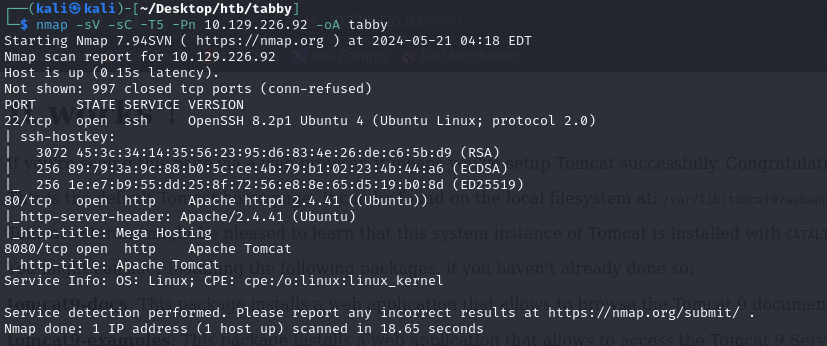 ┌──(kali㉿kali)-[~/Desktop/htb/tabby]
└─$ nmap -sV -sC -T5 -Pn 10.129.226.92 -oA tabby
Starting Nmap 7.94SVN ( https://nmap.org ) at 2024-05-21 04:18 EDT
Nmap scan report for 10.129.226.92
Host is up (0.15s latency).
Not shown: 997 closed tcp ports (conn-refused)
PORT     STATE SERVICE VERSION
22/tcp   open  ssh     OpenSSH 8.2p1 Ubuntu 4 (Ubuntu Linux; protocol 2.0)
| ssh-hostkey:
|   3072 45:3c:34:14:35:56:23:95:d6:83:4e:26:de:c6:5b:d9 (RSA)
|   256 89:79:3a:9c:88:b0:5c:ce:4b:79:b1:02:23:4b:44:a6 (ECDSA)
|_  256 1e:e7:b9:55:dd:25:8f:72:56:e8:8e:65:d5:19:b0:8d (ED25519)
80/tcp   open  http    Apache httpd 2.4.41 ((Ubuntu))
|_http-server-header: Apache/2.4.41 (Ubuntu)
|_http-title: Mega Hosting
8080/tcp open  http    Apache Tomcat
|_http-title: Apache Tomcat
Service Info: OS: Linux; CPE: cpe:/o:linux:linux_kernel
Service detection performed. Please report any incorrect results at https://nmap.org/submit/ .
Nmap done: 1 IP address (1 host up) scanned in 18.65 seconds